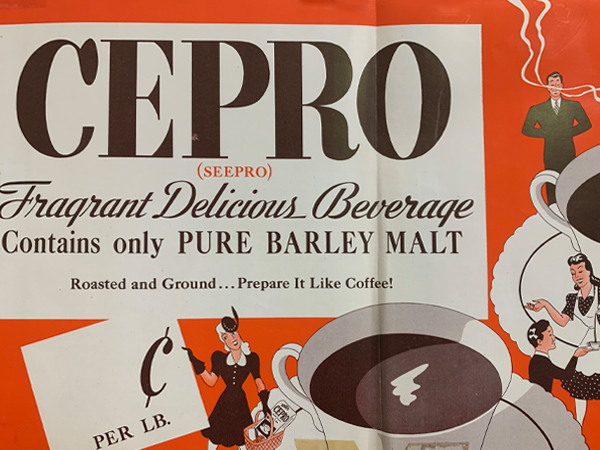 CEPRO
(SEEPRO)
Fragrant Delicious Beverage
Contains only PURE BARLEY MALT
Roasted and Ground...Prepare It Like Coffee!
¢
PER LB.
CEPRO